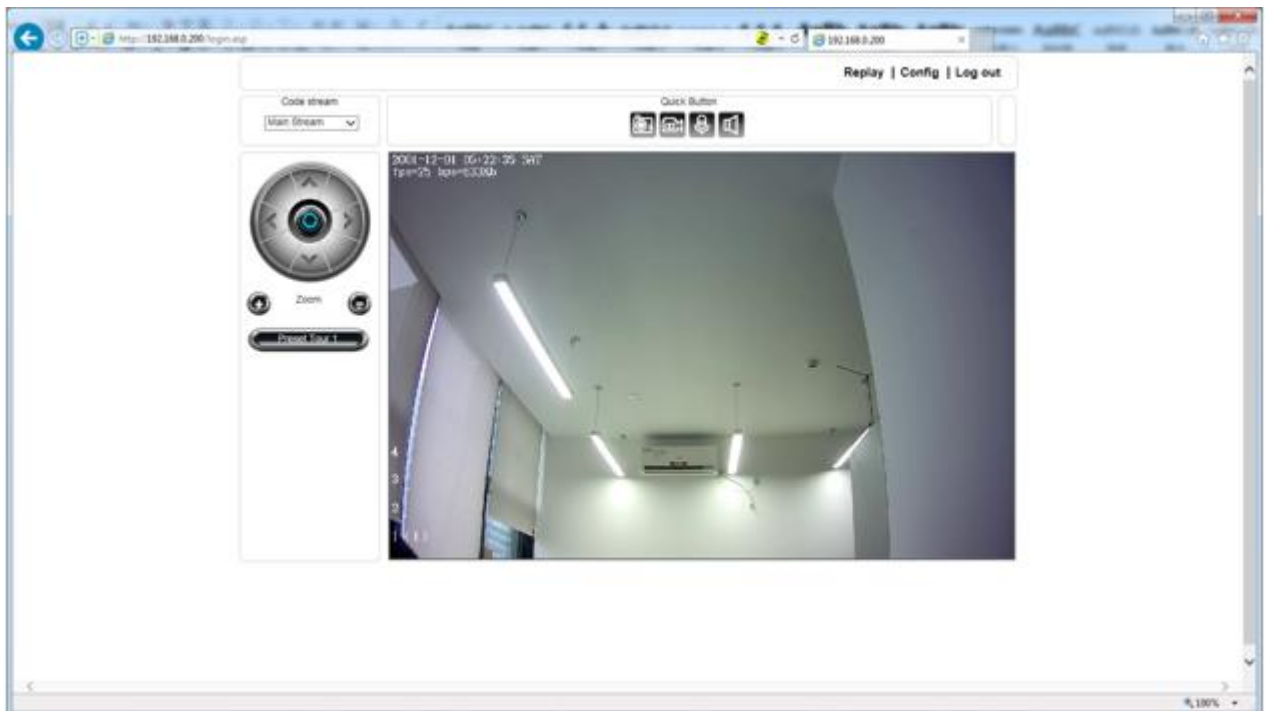 http://192.168.0.200/login.asp
192.168.0.200
Replay | Config | Log out
Code stream
Quick Button
Main Stream
2001-12-01 05:22:35 SAT
Zoom
Preset Tour 1
4
3
2
100%